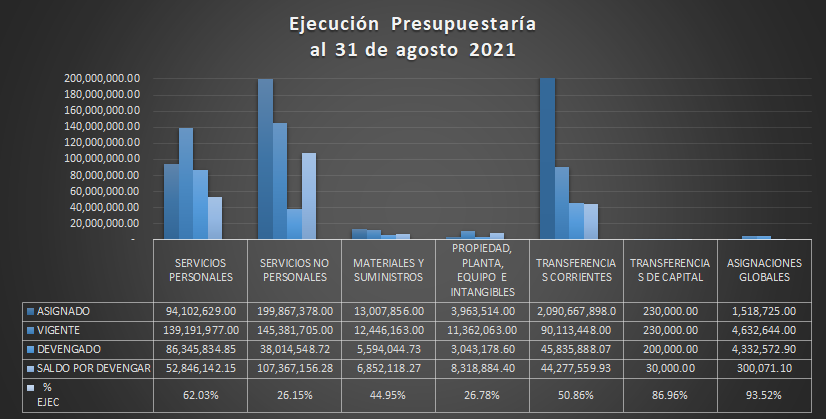 Ejecución Presupuestaría
al 31 de agosto 2021
200,000,000.00
180,000,000.00
160,000,000.00
140,000,000.00
120,000,000.00
100,000,000.00
80,000,000.00
60,000,000.00
40,000,000.00
20,000,000.00
-
SERVICIOS
PERSONALES
SERVICIOS NO
PERSONALES
MATERIALES Y
SUMINISTROS
PROPIEDAD,
PLANTA,
EQUIPO E
INTANGIBLES
TRANSFERENCIA
S CORRIENTES
TRANSFERENCIA
S DE CAPITAL
ASIGNACIONES
GLOBALES
ASIGNADO 94,102,629.00 199,867,378.00 13,007,856.00 3,963,514.00 2,090,667,898.0 230,000.00 1,518,725.00
VIGENTE 139,191,977.00 145,381,705.00 12,446,163.00 11,362,063.00 90,113,448.00 230,000.00 4,632,644.00
DEVENGADO 86,345,834.85 38,014,548.72 5,594,044.73 3,043,178.60 45,835,888.07 200,000.00 4,332,572.90
SALDO POR DEVENGAR 52,846,142.15 107,367,156.28 6,852,118.27 8,318,884.40 44,277,559.93 30,000.00 300,071.10
%
EJEC 62.03% 26.15% 44.95% 26.78% 50.86% 86.96% 93.52%